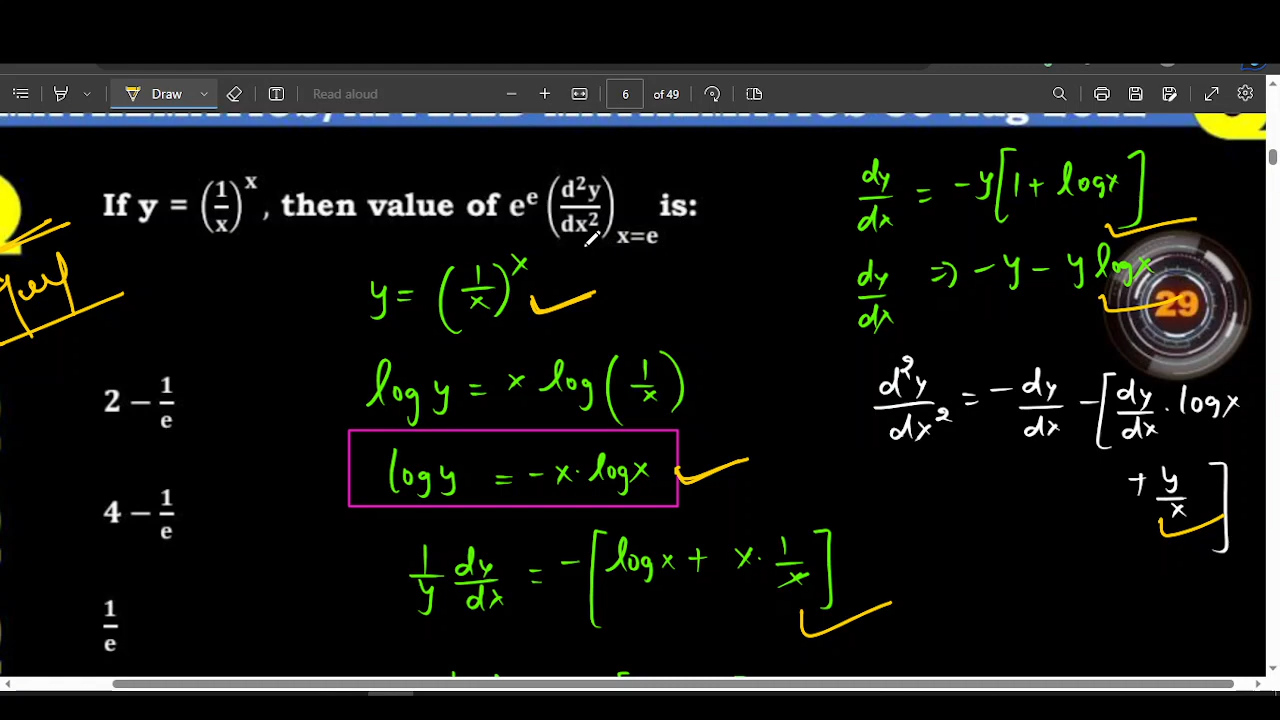 Draw
Read aloud
6 of 49
If y = (1/x)^x, then value of e^e (d²y/dx²)_{x=e} is:
y = (1/x)^x
log y = x log (1/x)
log y = - x · log x
1/y dy/dx = - [log x + x · 1/x]
2 − 1/e
4 − 1/e
1/e
dy/dx = - y [1 + log x]
dy/dx ⇒ - y - y log x
29
d²y/dx² = - dy/dx - [dy/dx · log x
+ y/x ]